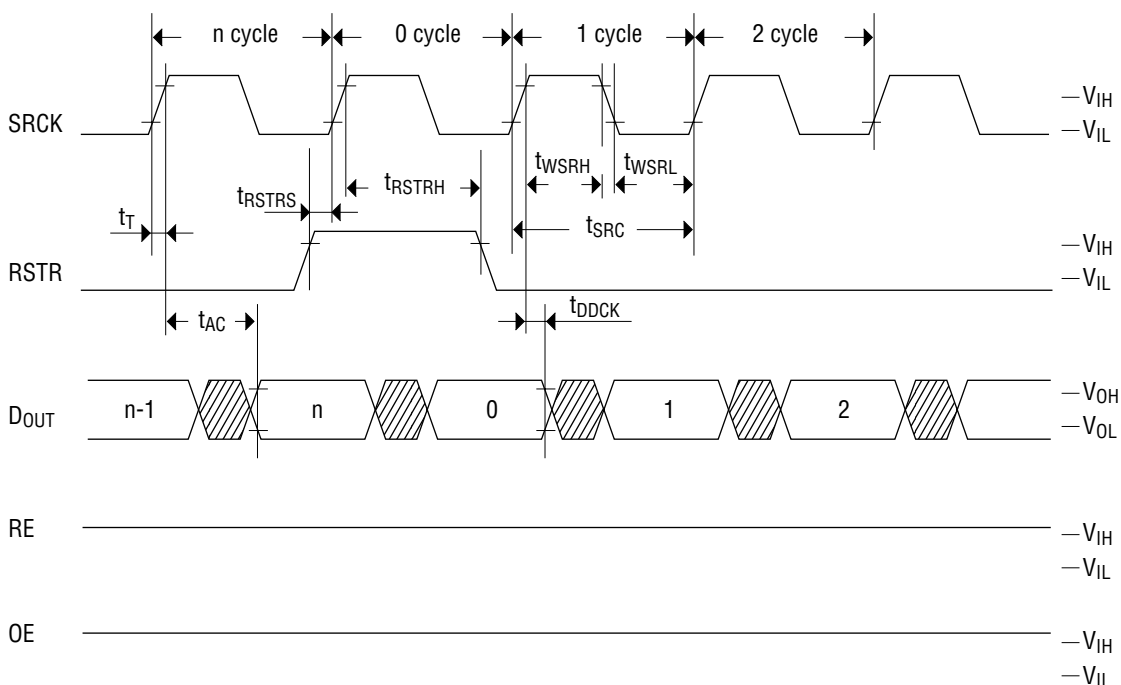 n cycle 0 cycle 1 cycle 2 cycle
SRCK
VIH
VIL
tWSRH tWSRL
tRSTRS tRSTRH
tT tSRC
RSTR
VIH
VIL
tAC tDDCK
DOUT n-1 n 0 1 2
VOH
VOL
RE
VIH
VIL
OE
VIH
VIL